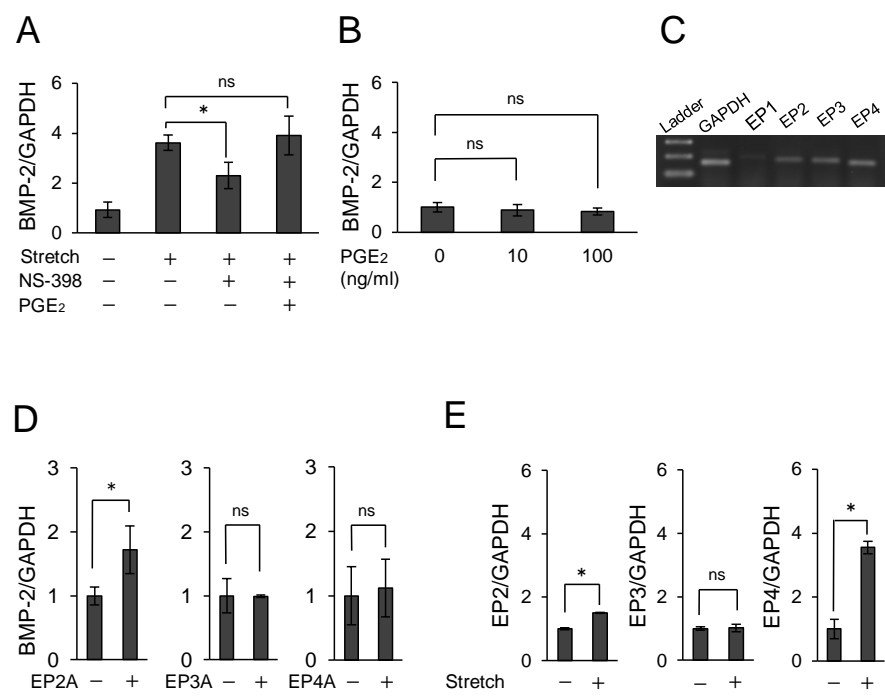 A
BMP-2/GAPDH
6
4
2
0
ns
*
Stretch − + + +
NS-398 − − + +
PGE2 − − − +
B
BMP-2/GAPDH
6
4
2
0
ns
ns
PGE2 0 10 100
(ng/ml)
C
Ladder GAPDH EP1 EP2 EP3 EP4
D
BMP-2/GAPDH
3
2
1
0
*
EP2A − +
3
2
1
0
ns
EP3A − +
3
2
1
0
ns
EP4A − +
E
EP2/GAPDH
6
4
2
0
*
EP3/GAPDH
6
4
2
0
ns
EP4/GAPDH
6
4
2
0
*
Stretch − + − + − +